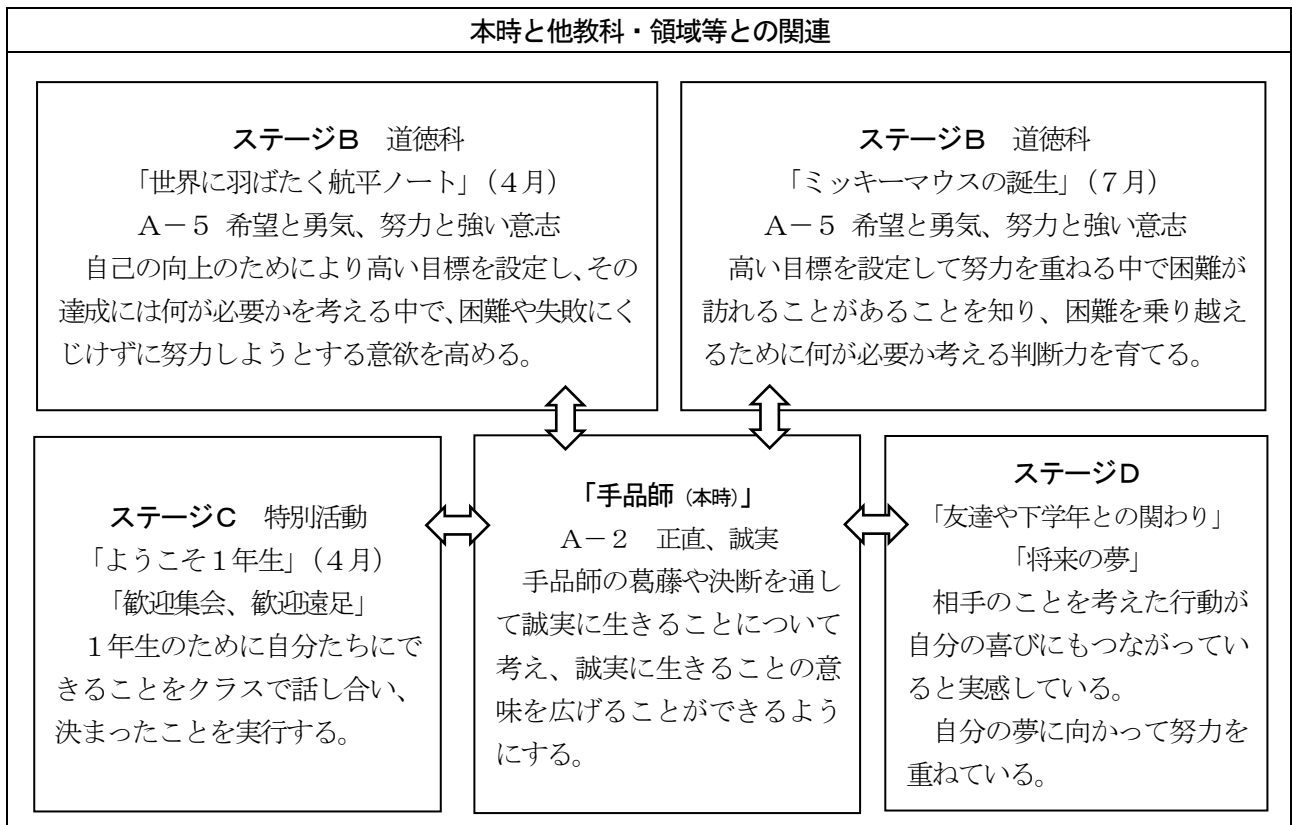 本時と他教科・領域等との関連
ステージB　道徳科
「世界に羽ばたく航平ノート」(4月)
A－5 希望と勇気、努力と強い意志
　自己の向上のためにより高い目標を設定し、その
達成には何が必要かを考える中で、困難や失敗にく
じけずに努力しようとする意欲を高める。
ステージB　道徳科
「ミッキーマウスの誕生」(7月)
A－5 希望と勇気、努力と強い意志
　高い目標を設定して努力を重ねる中で困難が
訪れることがあることを知り、困難を乗り越え
るために何が必要か考える判断力を育てる。
ステージC　特別活動
「ようこそ1年生」(4月)
「歓迎集会、歓迎遠足」
　1年生のために自分たちにで
きることをクラスで話し合い、
決まったことを実行する。
「手品師（本時）」
A－2　正直、誠実
　手品師の葛藤や決断を通し
て誠実に生きることについて
考え、誠実に生きることの意
味を広げることができるよう
にする。
ステージD
「友達や下学年との関わり」
「将来の夢」
　相手のことを考えた行動が
自分の喜びにもつながってい
ると実感している。
　自分の夢に向かって努力を
重ねている。